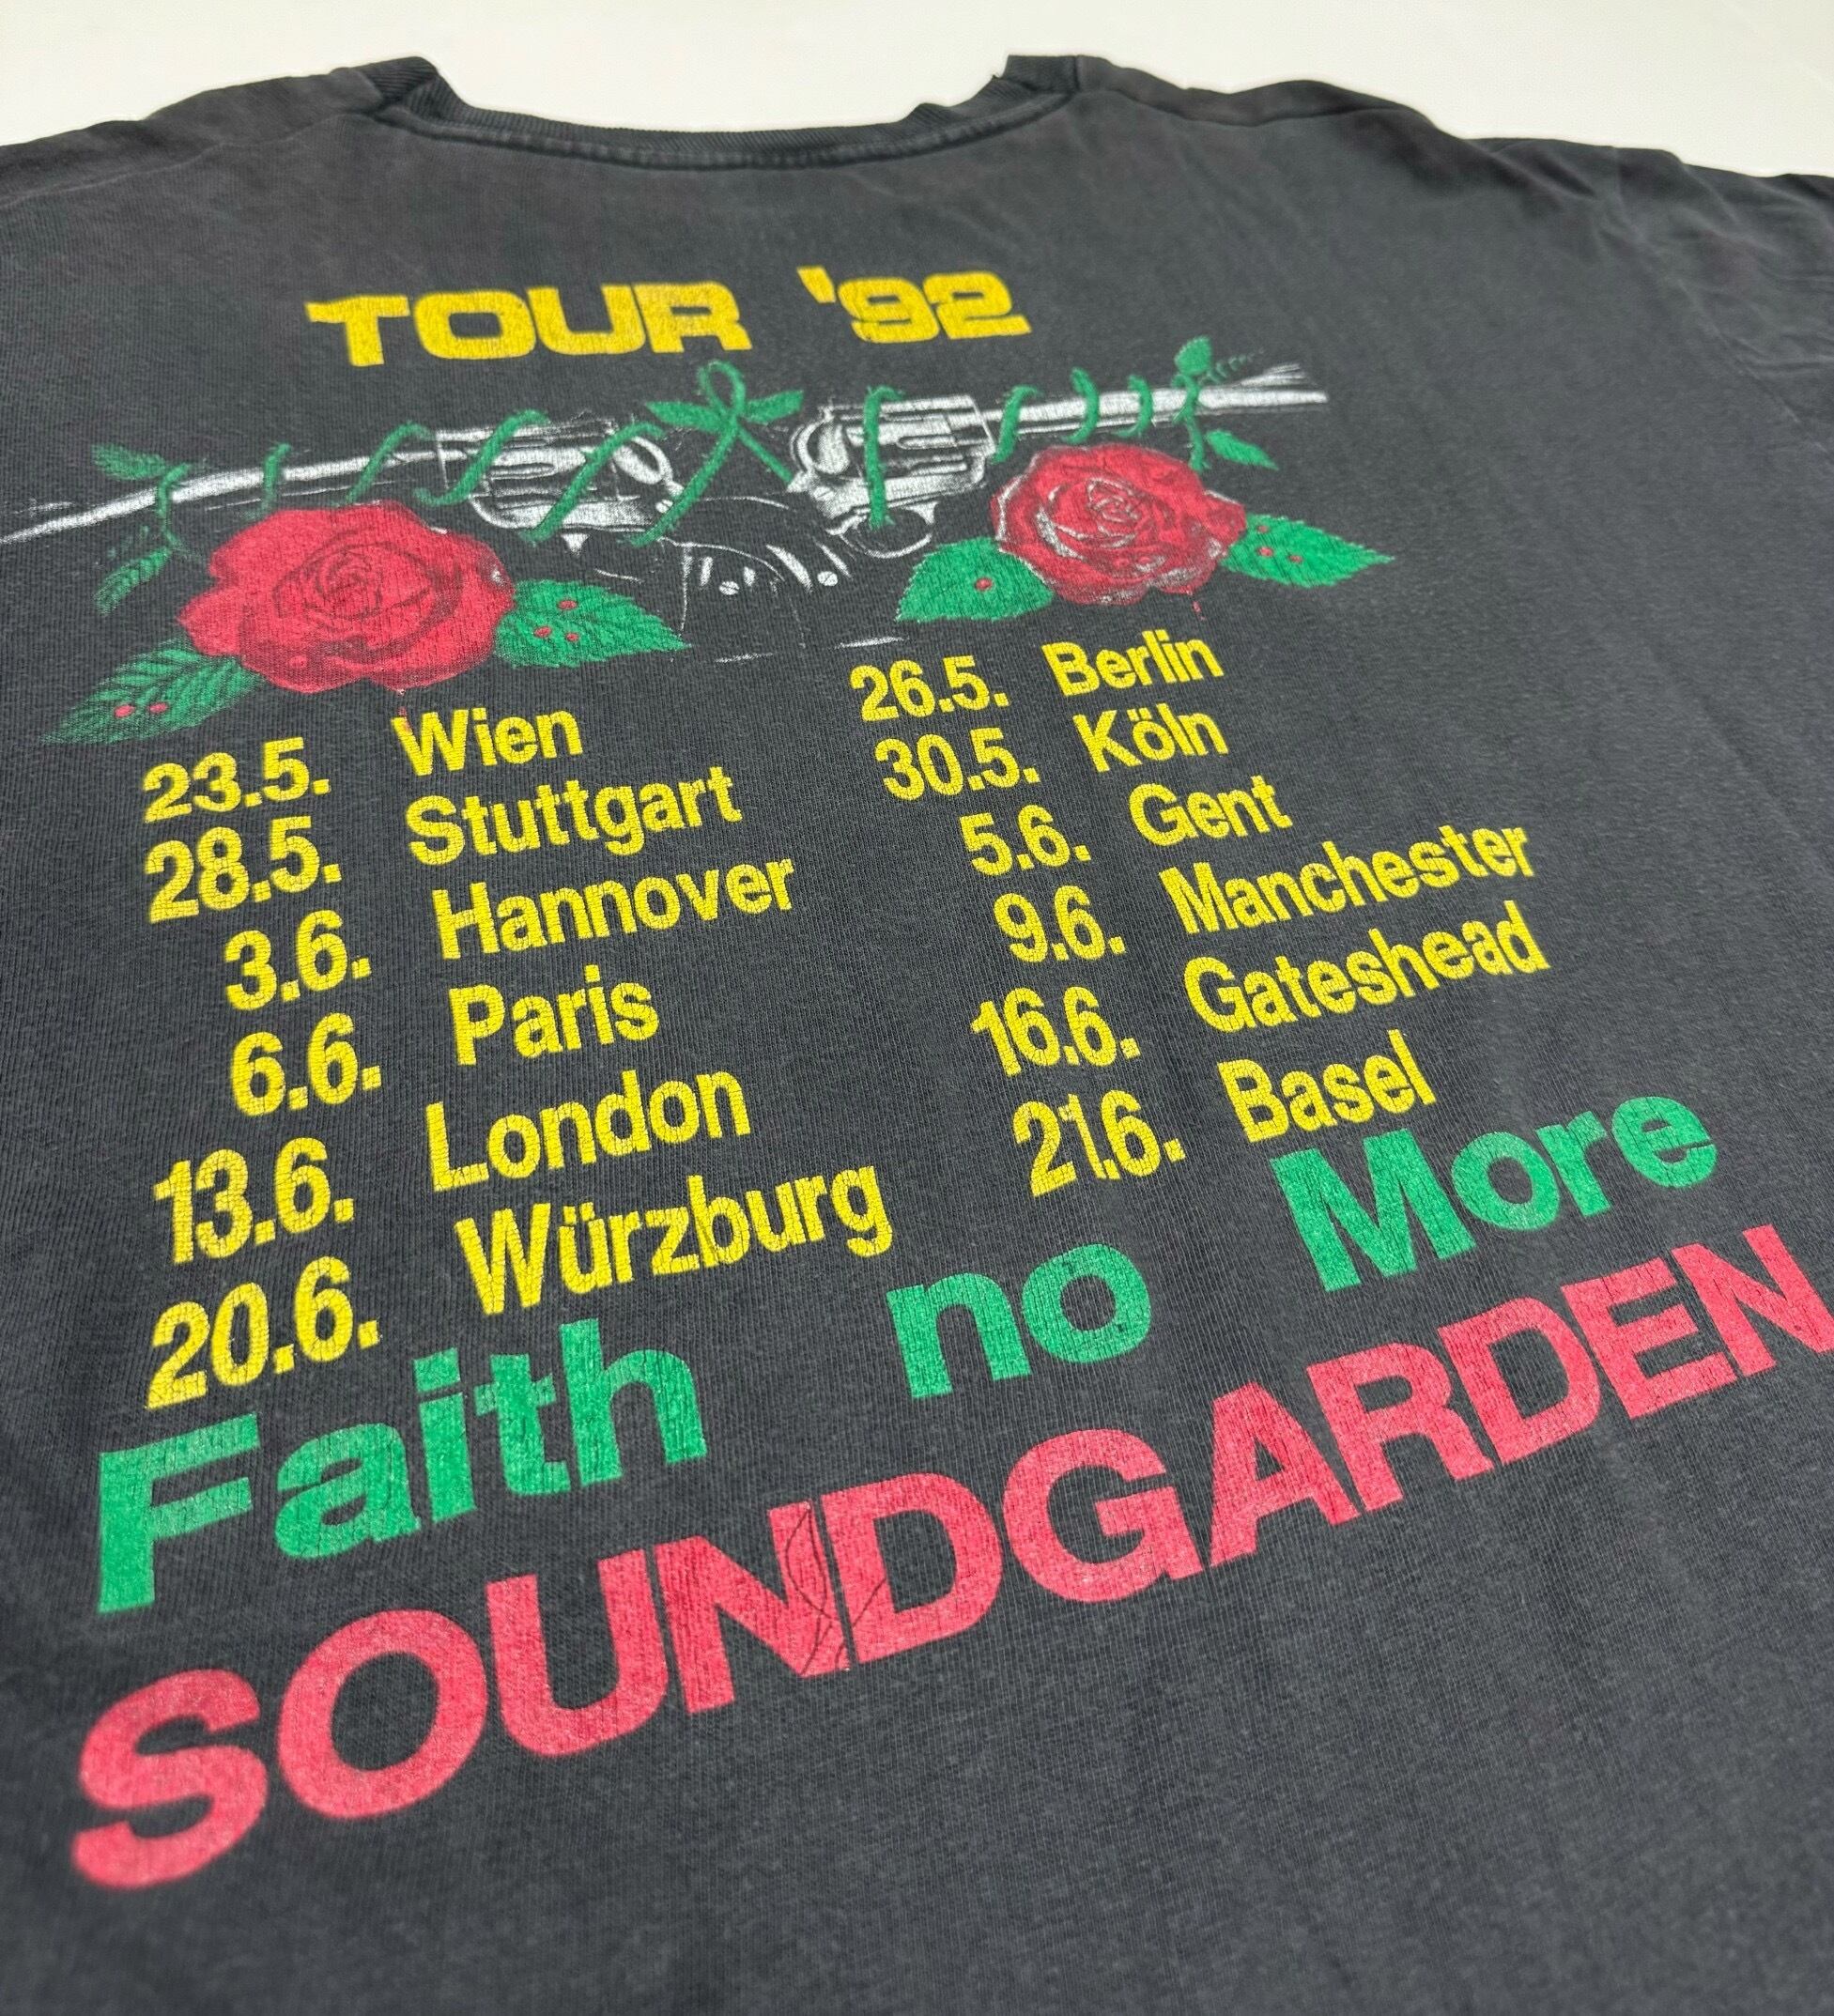 TOUR '92
23.5. Wien
28.5. Stuttgart
3.6. Hannover
6.6. Paris
13.6. London
20.6. Würzburg
26.5. Berlin
30.5. Köln
5.6. Gent
9.6. Manchester
16.6. Gateshead
21.6. Basel
Faith no More
SOUNDGARDEN